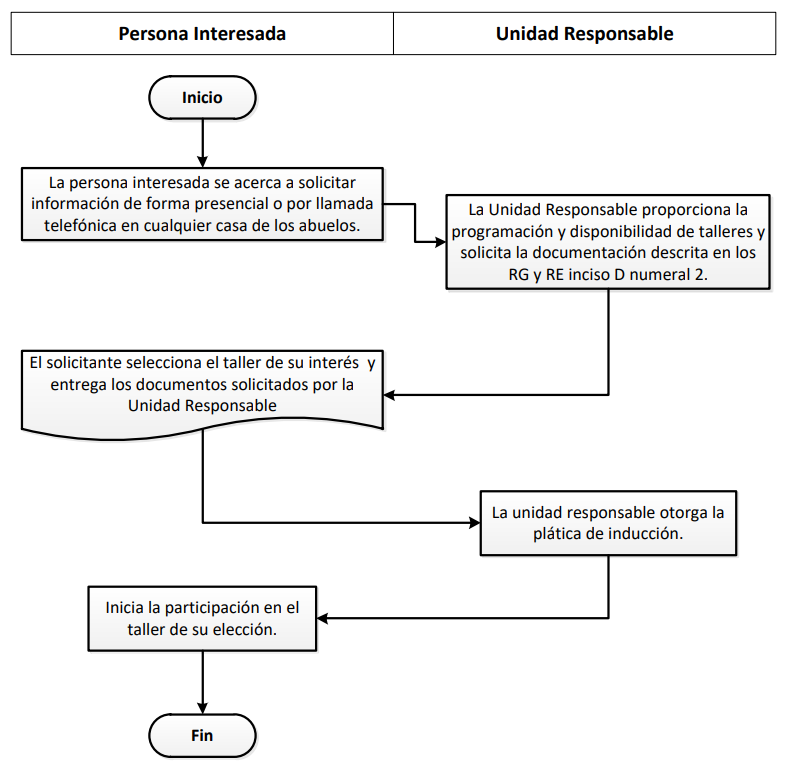 Persona Interesada
Unidad Responsable
Inicio
La persona interesada se acerca a solicitar
información de forma presencial o por llamada
telefónica en cualquier casa de los abuelos.
La Unidad Responsable proporciona la
programación y disponibilidad de talleres y
solicita la documentación descrita en los
RG y RE inciso D numeral 2.
El solicitante selecciona el taller de su interés y
entrega los documentos solicitados por la
Unidad Responsable
La unidad responsable otorga la
plática de inducción.
Inicia la participación en el
taller de su elección.
Fin